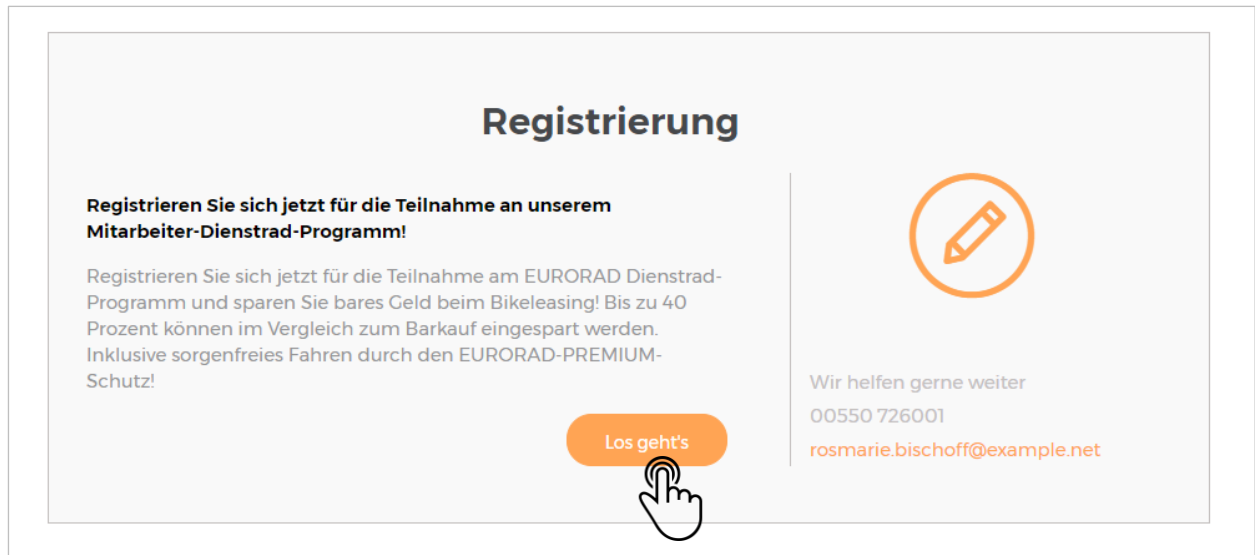 Registrierung
Registrieren Sie sich jetzt für die Teilnahme an unserem
Mitarbeiter-Dienstrad-Programm!
Registrieren Sie sich jetzt für die Teilnahme am EURORAD Dienstrad-
Programm und sparen Sie bares Geld beim Bikeleasing! Bis zu 40
Prozent können im Vergleich zum Barkauf eingespart werden.
Inklusive sorgenfreies Fahren durch den EURORAD-PREMIUM-
Schutz!
Los geht's
Wir helfen gerne weiter
00550 726001
rosmarie.bischoff@example.net